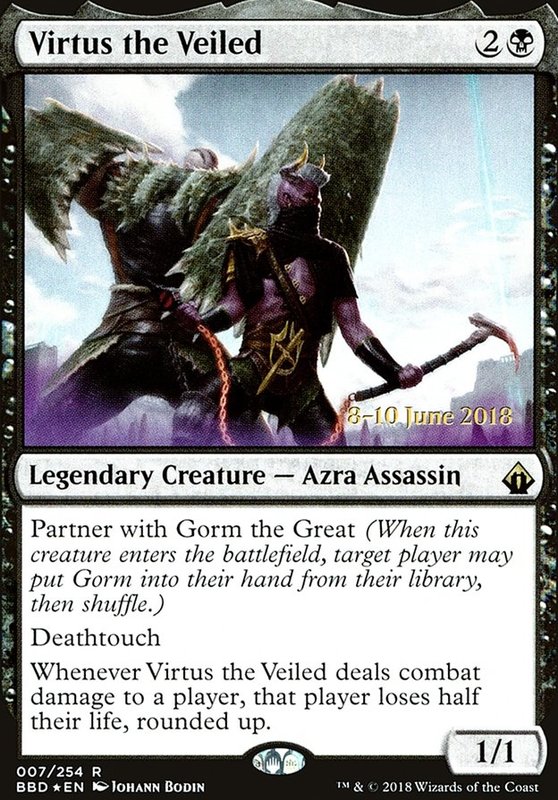 Virtus the Veiled 2
8-10 June 2018
Legendary Creature — Azra Assassin
Partner with Gorm the Great (When this
creature enters the battlefield, target player may
put Gorm into their hand from their library,
then shuffle.)
Deathtouch
Whenever Virtus the Veiled deals combat
damage to a player, that player loses half
their life, rounded up.
1/1
007/254 R
BBD ★ EN Johann Bodin
™ & © 2018 Wizards of the Coast